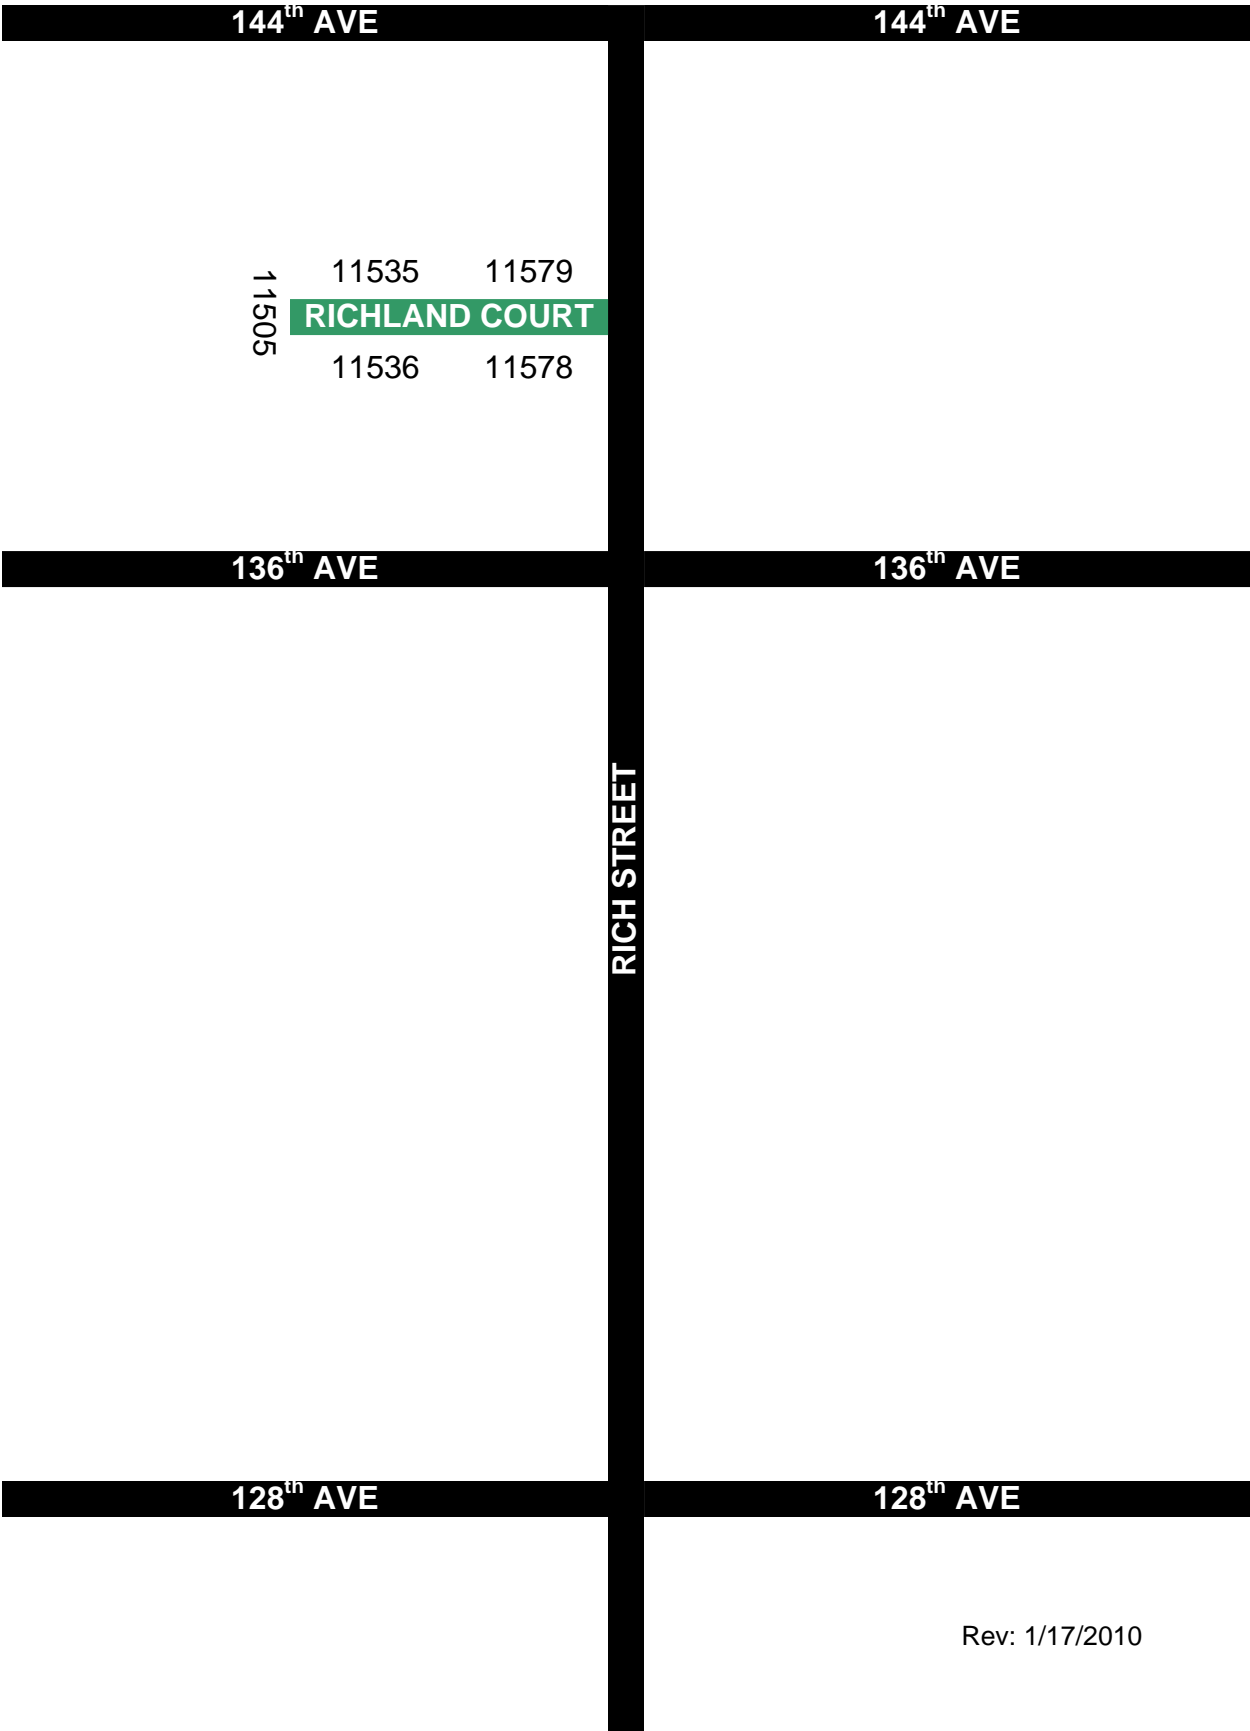 144th AVE 144th AVE
11535 11579
11505
RICHLAND COURT
11536 11578
136th AVE 136th AVE
RICH STREET
128th AVE 128th AVE
Rev: 1/17/2010